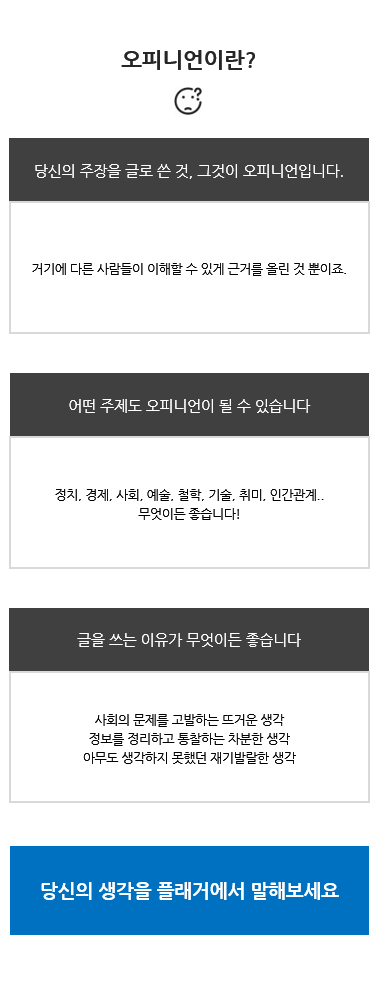 오피니언이란?
당신의 주장을 글로 쓴 것, 그것이 오피니언입니다.
거기에 다른 사람들이 이해할 수 있게 근거를 올린 것 뿐이죠.
어떤 주제도 오피니언이 될 수 있습니다
정치, 경제, 사회, 예술, 철학, 기술, 취미, 인간관계..
무엇이든 좋습니다!
글을 쓰는 이유가 무엇이든 좋습니다
사회의 문제를 고발하는 뜨거운 생각
정보를 정리하고 통찰하는 차분한 생각
아무도 생각하지 못했던 재기발랄한 생각
당신의 생각을 플래거에서 말해보세요